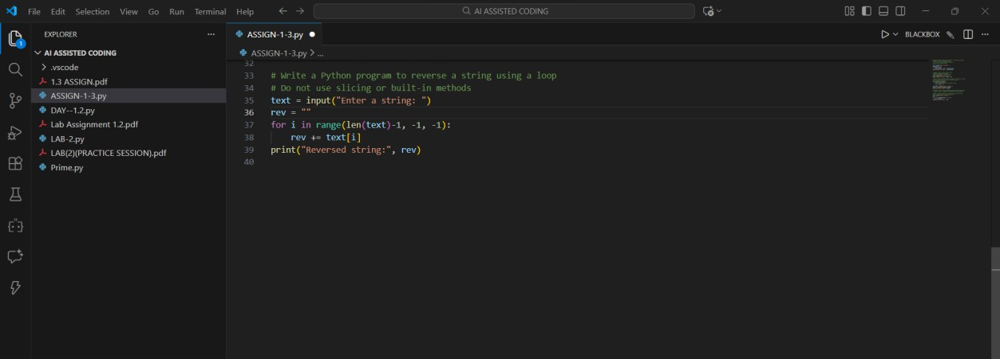 File Edit Selection View Go Run Terminal Help
AI ASSISTED CODING
EXPLORER
AI ASSISTED CODING
.vscode
1.3 ASSIGN.pdf
ASSIGN-1-3.py
DAY--1.2.py
Lab Assignment 1.2.pdf
LAB-2.py
LAB(2)(PRACTICE SESSION).pdf
Prime.py
1
ASSIGN-1-3.py
BLACKBOX
ASSIGN-1-3.py > ...
32
33 # Write a Python program to reverse a string using a loop
34 # Do not use slicing or built-in methods
35 text = input("Enter a string: ")
36 rev = ""
37 for i in range(len(text)-1, -1, -1):
38     rev += text[i]
39 print("Reversed string:", rev)
40